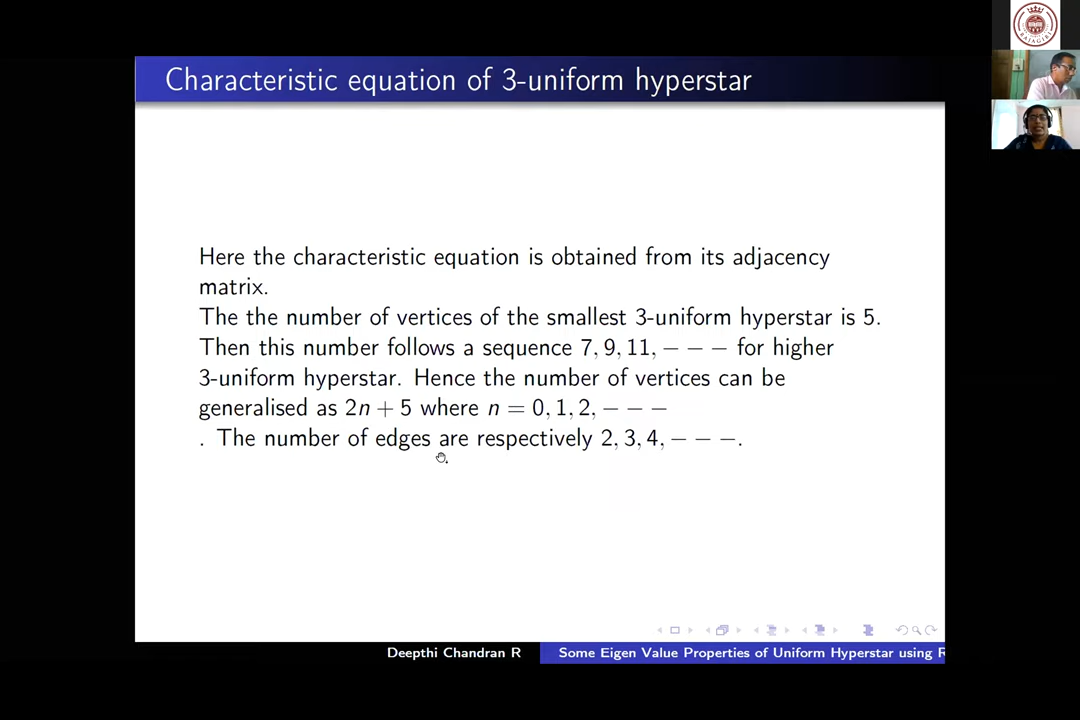 Characteristic equation of 3-uniform hyperstar
Here the characteristic equation is obtained from its adjacency
matrix.
The the number of vertices of the smallest 3-uniform hyperstar is 5.
Then this number follows a sequence 7, 9, 11, − − − for higher
3-uniform hyperstar. Hence the number of vertices can be
generalised as 2n + 5 where n = 0, 1, 2, − − −
. The number of edges are respectively 2, 3, 4, − − −.
Deepthi Chandran R
Some Eigen Value Properties of Uniform Hyperstar using R
RAJAGIRI